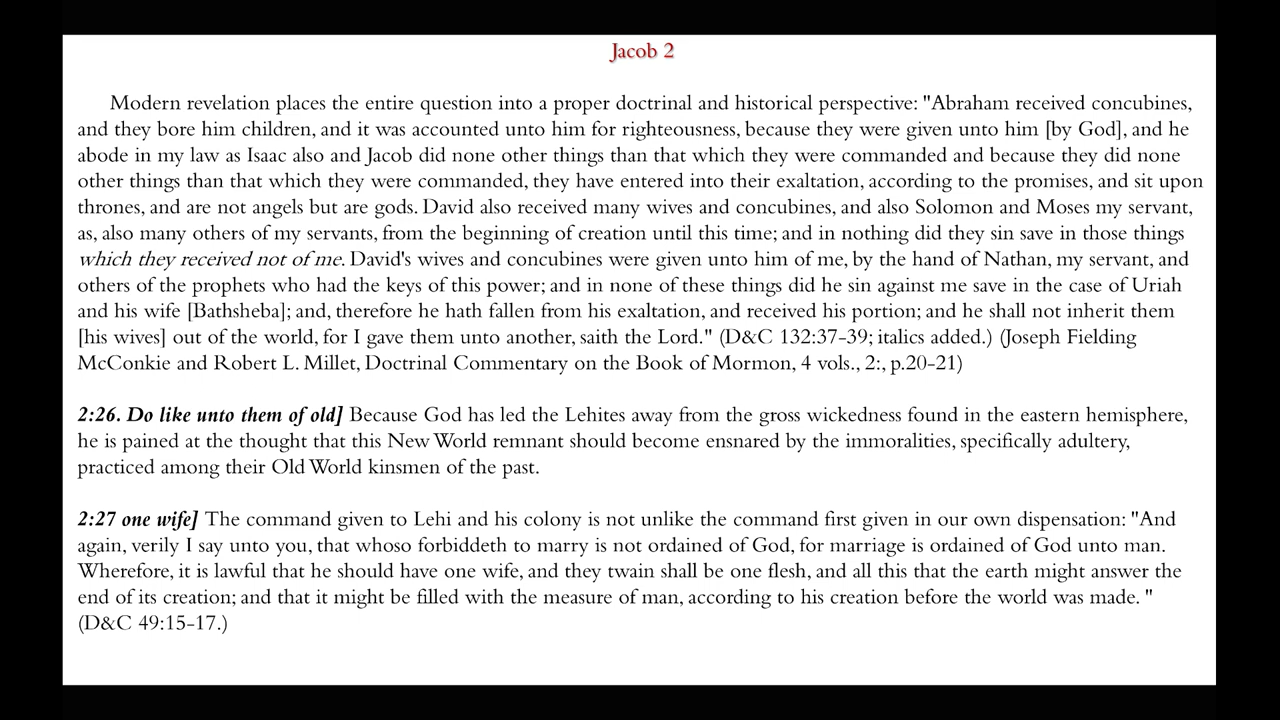 Jacob 2
Modern revelation places the entire question into a proper doctrinal and historical perspective: "Abraham received concubines,
and they bore him children, and it was accounted unto him for righteousness, because they were given unto him [by God], and he
abode in my law as Isaac also and Jacob did none other things than that which they were commanded and because they did none
other things than that which they were commanded, they have entered into their exaltation, according to the promises, and sit upon
thrones, and are not angels but are gods. David also received many wives and concubines, and also Solomon and Moses my servant,
as, also many others of my servants, from the beginning of creation until this time; and in nothing did they sin save in those things
which they received not of me. David's wives and concubines were given unto him of me, by the hand of Nathan, my servant, and
others of the prophets who had the keys of this power; and in none of these things did he sin against me save in the case of Uriah
and his wife [Bathsheba]; and, therefore he hath fallen from his exaltation, and received his portion; and he shall not inherit them
[his wives] out of the world, for I gave them unto another, saith the Lord." (D&C 132:37-39; italics added.) (Joseph Fielding
McConkie and Robert L. Millet, Doctrinal Commentary on the Book of Mormon, 4 vols., 2:, p.20-21)
2:26. Do like unto them of old] Because God has led the Lehites away from the gross wickedness found in the eastern hemisphere,
he is pained at the thought that this New World remnant should become ensnared by the immoralities, specifically adultery,
practiced among their Old World kinsmen of the past.
2:27 one wife] The command given to Lehi and his colony is not unlike the command first given in our own dispensation: "And
again, verily I say unto you, that whoso forbiddeth to marry is not ordained of God, for marriage is ordained of God unto man.
Wherefore, it is lawful that he should have one wife, and they twain shall be one flesh, and all this that the earth might answer the
end of its creation; and that it might be filled with the measure of man, according to his creation before the world was made. "
(D&C 49:15-17.)